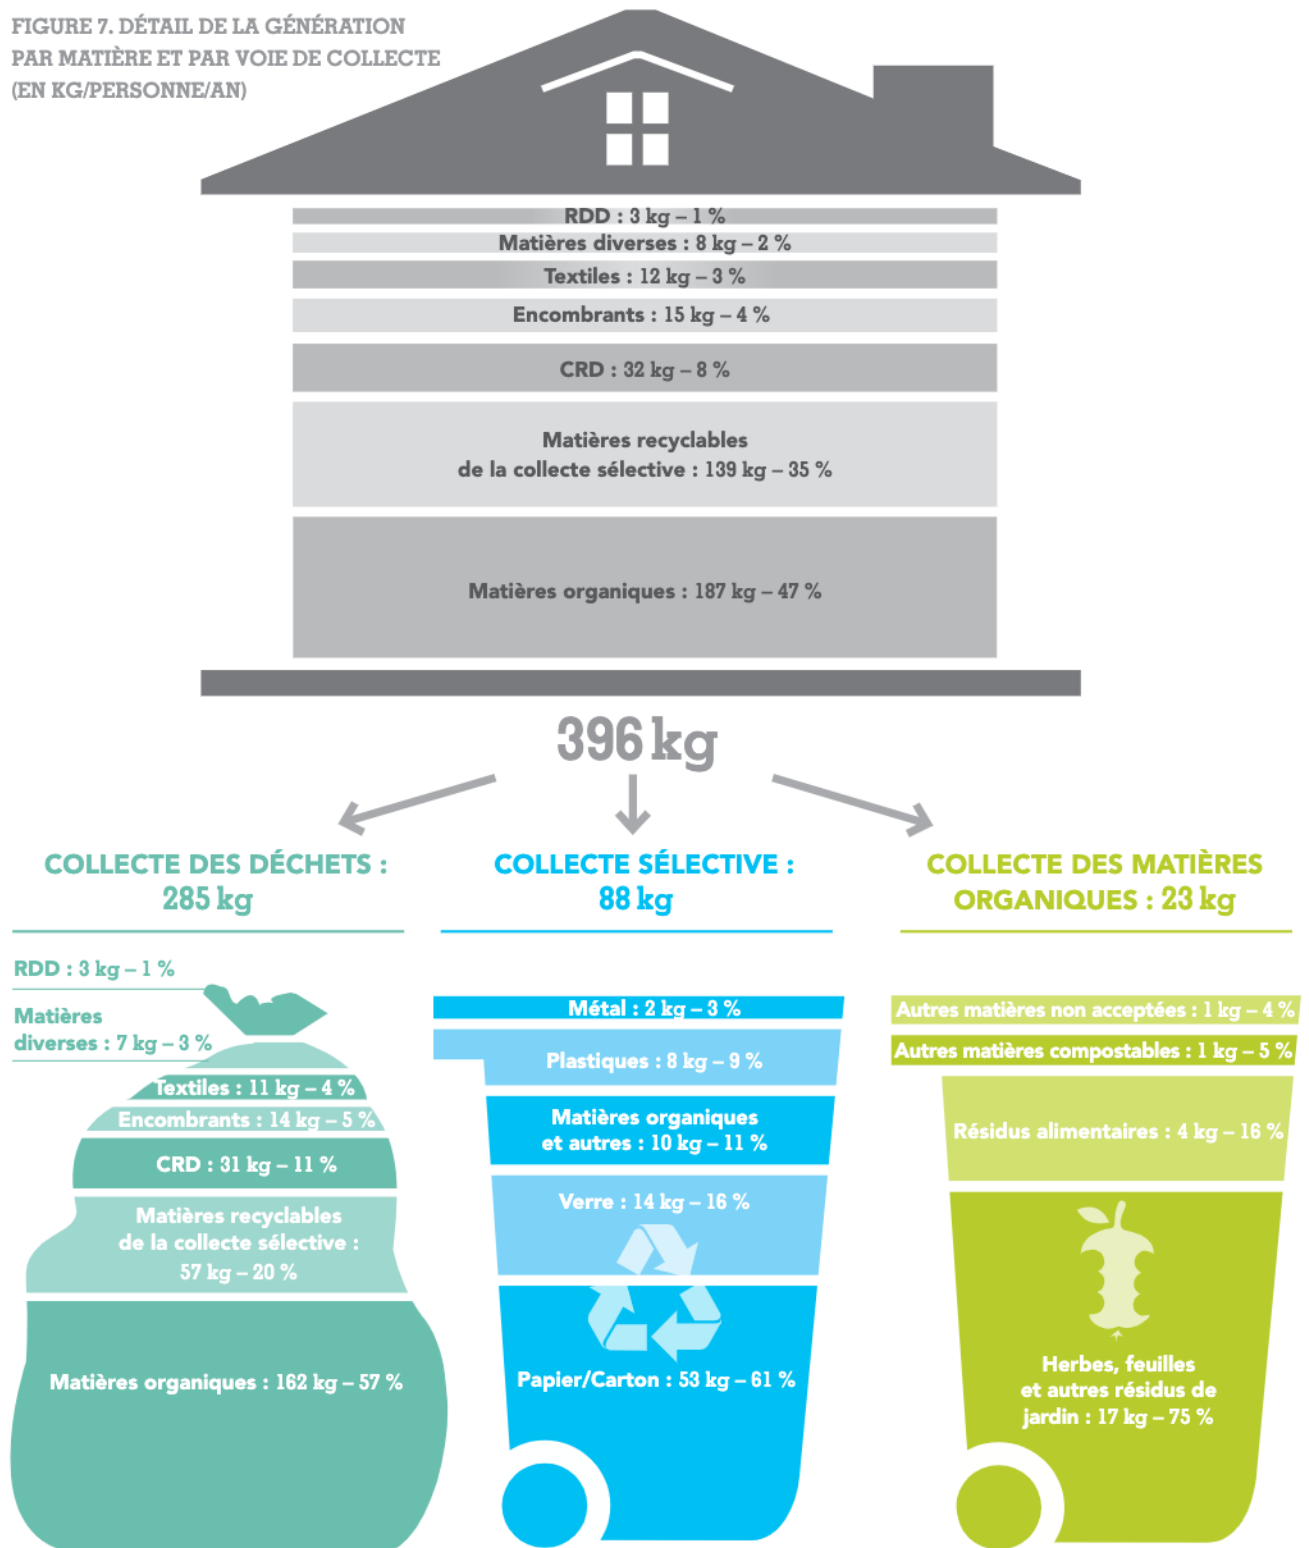 FIGURE 7. DÉTAIL DE LA GÉNÉRATION
PAR MATIÈRE ET PAR VOIE DE COLLECTE
(EN KG/PERSONNE/AN)
RDD : 3 kg – 1 %
Matières diverses : 8 kg – 2 %
Textiles : 12 kg – 3 %
Encombrants : 15 kg – 4 %
CRD : 32 kg – 8 %
Matières recyclables
de la collecte sélective : 139 kg – 35 %
Matières organiques : 187 kg – 47 %
396 kg
COLLECTE DES DÉCHETS :
285 kg
RDD : 3 kg – 1 %
Matières
diverses : 7 kg – 3 %
Textiles : 11 kg – 4 %
Encombrants : 14 kg – 5 %
CRD : 31 kg – 11 %
Matières recyclables
de la collecte sélective :
57 kg – 20 %
Matières organiques : 162 kg – 57 %
COLLECTE SÉLECTIVE :
88 kg
Métal : 2 kg – 3 %
Plastiques : 8 kg – 9 %
Matières organiques
et autres : 10 kg – 11 %
Verre : 14 kg – 16 %
Papier/Carton : 53 kg – 61 %
COLLECTE DES MATIÈRES
ORGANIQUES : 23 kg
Autres matières non acceptées : 1 kg – 4 %
Autres matières compostables : 1 kg – 5 %
Résidus alimentaires : 4 kg – 16 %
Herbes, feuilles
et autres résidus de
jardin : 17 kg – 75 %